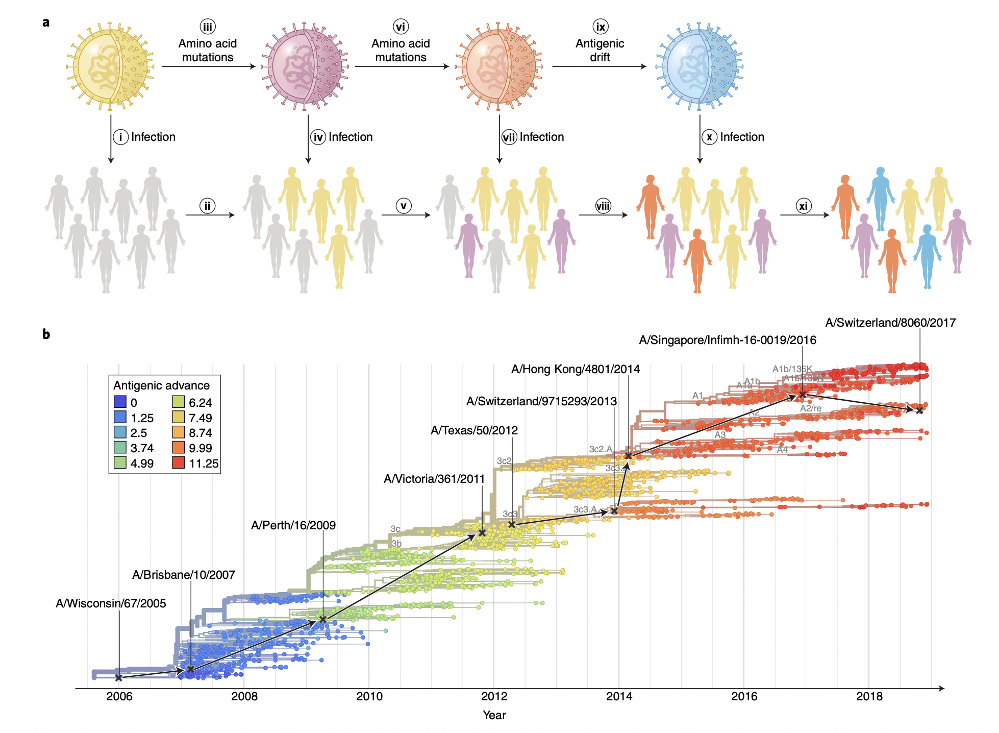 a
iii
Amino acid
mutations
vi
Amino acid
mutations
ix
Antigenic
drift
i Infection
iv Infection
vii Infection
x Infection
ii
v
viii
xi
b
A/Switzerland/8060/2017
A/Singapore/Infimh-16-0019/2016
A/Hong Kong/4801/2014
A/Switzerland/9715293/2013
A/Texas/50/2012
A/Victoria/361/2011
A/Perth/16/2009
A/Brisbane/10/2007
A/Wisconsin/67/2005
Antigenic advance
0 6.24
1.25 7.49
2.5 8.74
3.74 9.99
4.99 11.25
A1b/135K
A1b/135N
A1b
A1a
A1
A2/re
A2
A3
A4
3c2.A
3c2
3c3.
3c3.A
3c3
3c
3b
2006 2008 2010 2012 2014 2016 2018
Year